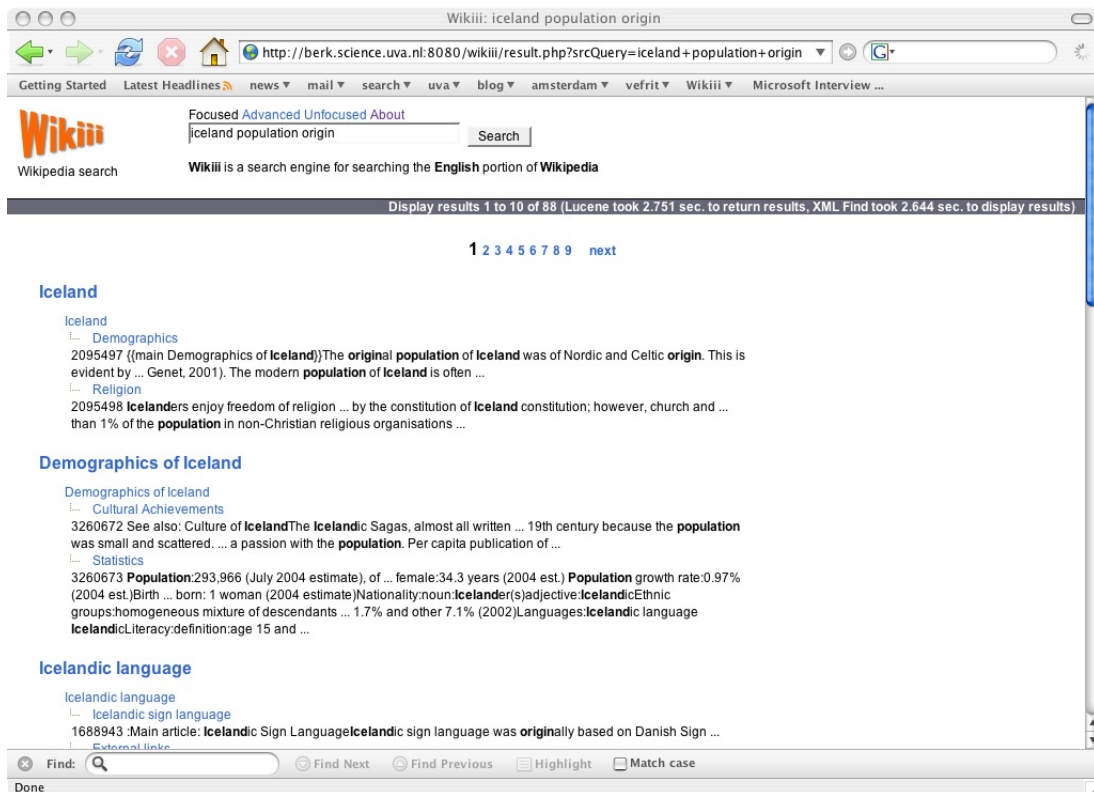 Wikiii: iceland population origin
http://berk.science.uva.nl:8080/wikiii/result.php?srcQuery=iceland+population+origin
G
Getting Started Latest Headlines news mail search uva blog amsterdam vefrit Wikiii Microsoft Interview ...
Wikiii
Wikipedia search
Focused Advanced Unfocused About
iceland population origin Search
Wikiii is a search engine for searching the English portion of Wikipedia
Display results 1 to 10 of 88 (Lucene took 2.751 sec. to return results, XML Find took 2.644 sec. to display results)
1 2 3 4 5 6 7 8 9 next
Iceland
Iceland
Demographics
2095497 {{main Demographics of Iceland}}The original population of Iceland was of Nordic and Celtic origin. This is
evident by ... Genet, 2001). The modern population of Iceland is often ...
Religion
2095498 Icelanders enjoy freedom of religion ... by the constitution of Iceland constitution; however, church and ...
than 1% of the population in non-Christian religious organisations ...
Demographics of Iceland
Demographics of Iceland
Cultural Achievements
3260672 See also: Culture of IcelandThe Icelandic Sagas, almost all written ... 19th century because the population
was small and scattered. ... a passion with the population. Per capita publication of ...
Statistics
3260673 Population:293,966 (July 2004 estimate), of ... female:34.3 years (2004 est.) Population growth rate:0.97%
(2004 est.)Birth ... born: 1 woman (2004 estimate)Nationality:noun:Icelander(s)adjective:IcelandicEthnic
groups:homogeneous mixture of descendants ... 1.7% and other 7.1% (2002)Languages:Icelandic language
IcelandicLiteracy:definition:age 15 and ...
Icelandic language
Icelandic language
Icelandic sign language
1688943 :Main article: Icelandic Sign LanguageIcelandic sign language was originally based on Danish Sign ...
External links
Find: Find Next Find Previous Highlight Match case
Done